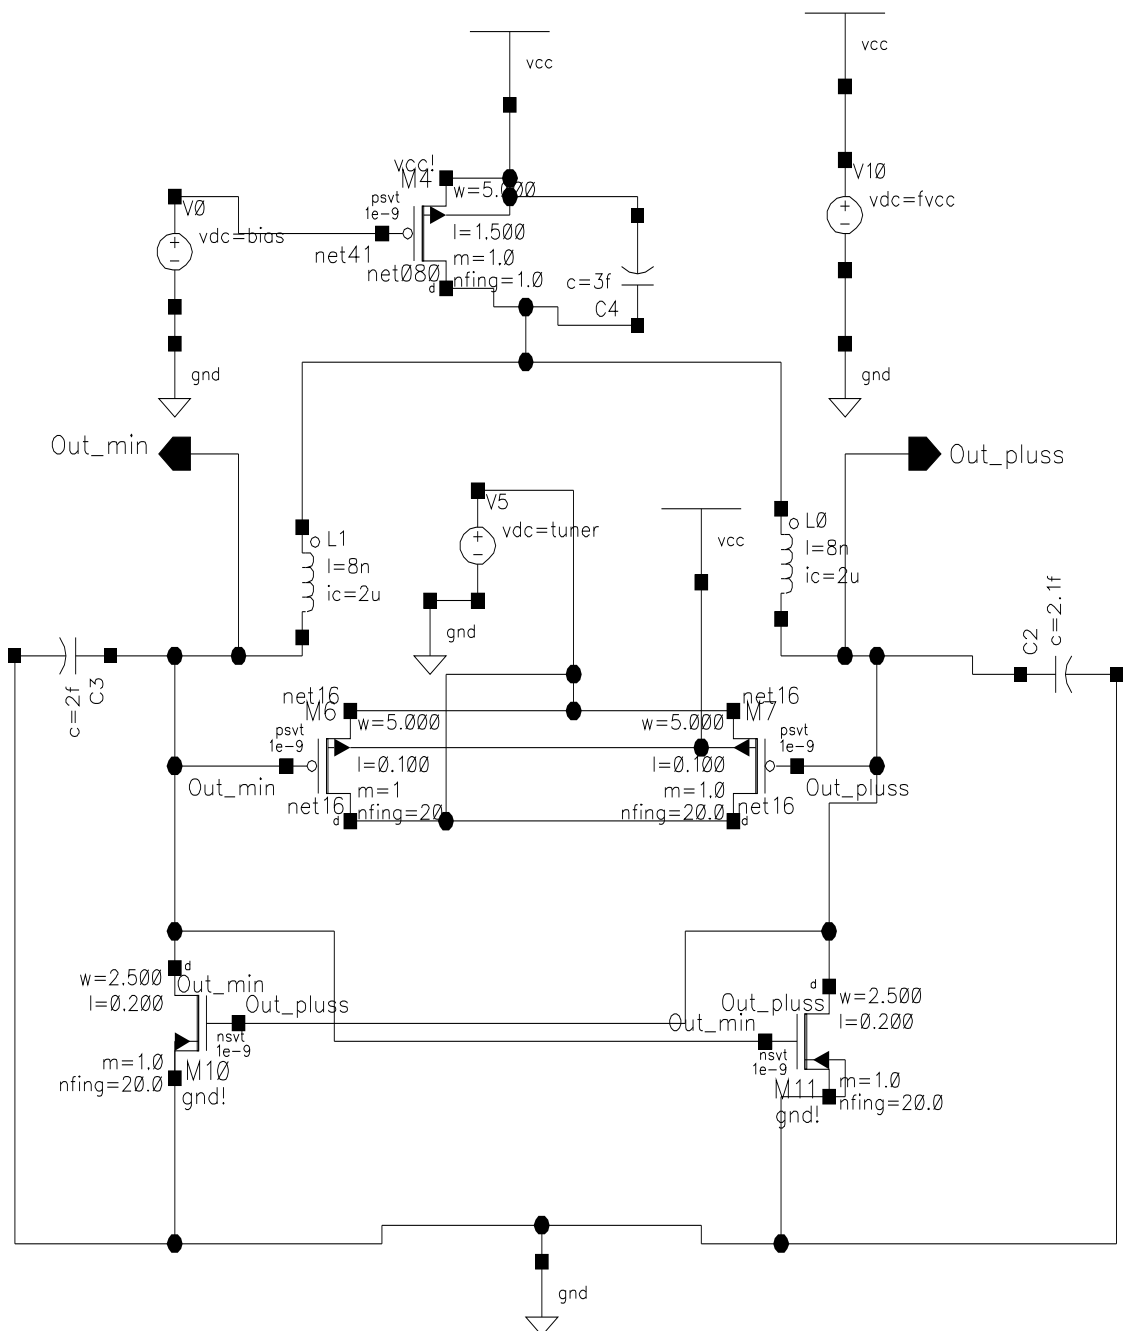 vcc
vcc
vcc!
M4
w=5.000
psvt
1e-9
V0
vdc=bias
l=1.500
net41
net080
m=1.0
nfing=1.0
d
c=3f
C4
V10
vdc=fvcc
gnd
gnd
Out_min
Out_pluss
V5
vdc=tuner
vcc
gnd
L1
l=8n
ic=2u
L0
l=8n
ic=2u
c=2f
C3
C2
c=2.1f
net16
M6
w=5.000
psvt
1e-9
l=0.100
Out_min
m=1
net16
nfing=20
d
net16
M7
w=5.000
psvt
1e-9
l=0.100
Out_pluss
m=1.0
net16
nfing=20.0
d
d
w=2.500
Out_min
l=0.200
Out_pluss
nsvt
1e-9
m=1.0
M10
nfing=20.0
gnd!
d
Out_pluss
w=2.500
Out_min
l=0.200
nsvt
1e-9
M11
m=1.0
gnd!
nfing=20.0
gnd